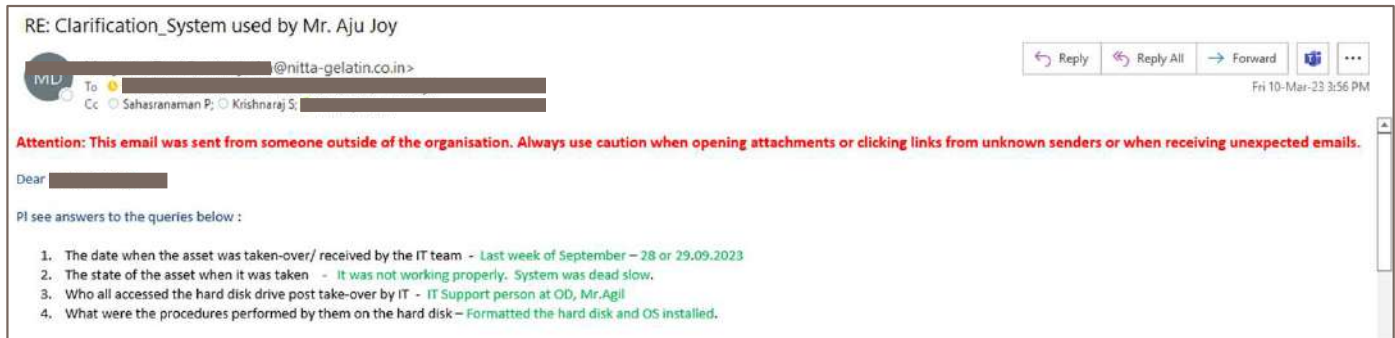 RE: Clarification_System used by Mr. Aju Joy
MD
@nitta-gelatin.co.in>
Reply
Reply All
Forward
Fri 10-Mar-23 3:56 PM
To
Cc Sahasranaman P; Krishnaraj S;
Attention: This email was sent from someone outside of the organisation. Always use caution when opening attachments or clicking links from unknown senders or when receiving unexpected emails.
Dear
Pl see answers to the queries below :
1. The date when the asset was taken-over/ received by the IT team - Last week of September – 28 or 29.09.2023
2. The state of the asset when it was taken - It was not working properly. System was dead slow.
3. Who all accessed the hard disk drive post take-over by IT - IT Support person at OD, Mr.Agil
4. What were the procedures performed by them on the hard disk – Formatted the hard disk and OS installed.